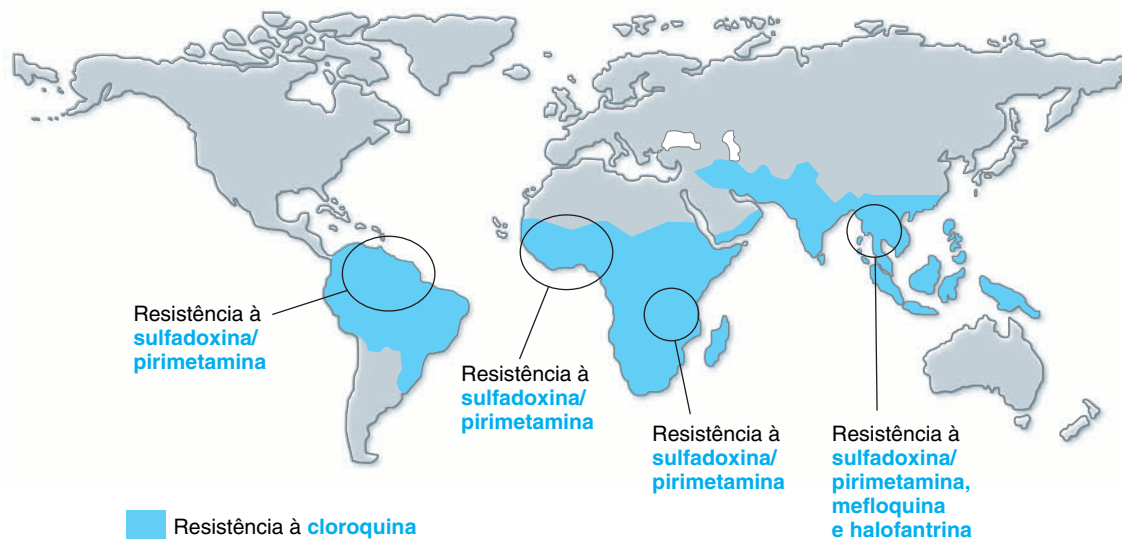 Resistência à
sulfadoxina/
pirimetamina
Resistência à
sulfadoxina/
pirimetamina
Resistência à
sulfadoxina/
pirimetamina
Resistência à
sulfadoxina/
pirimetamina,
mefloquina
e halofantrina
Resistência à cloroquina